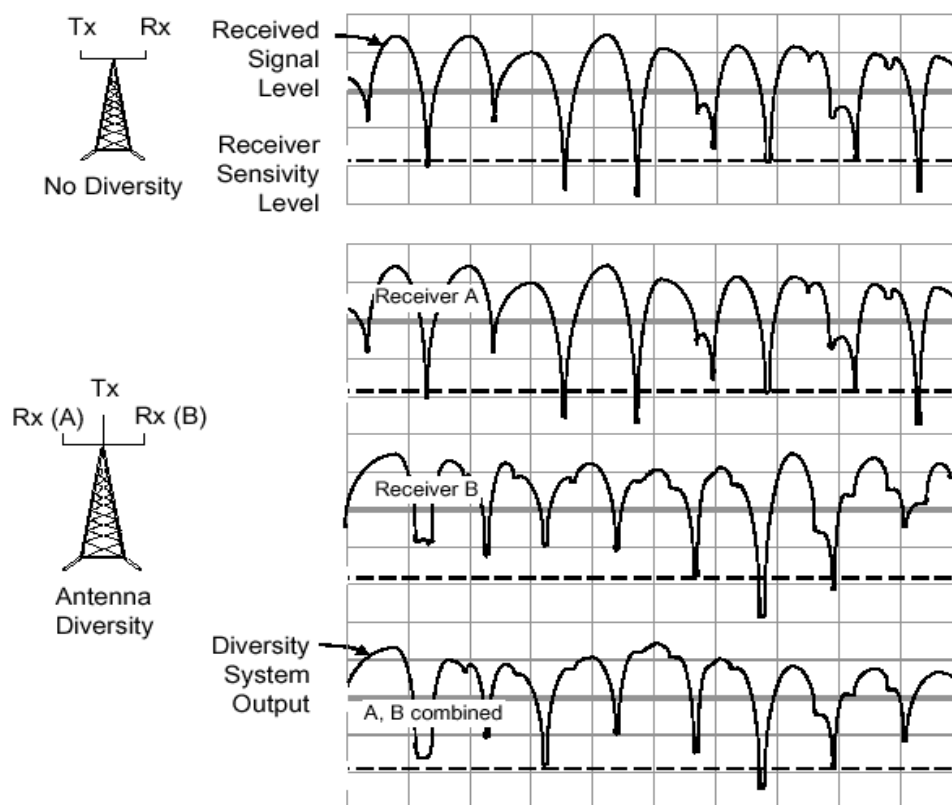 Tx Rx
Received
Signal
Level
Receiver
Sensivity
Level
No Diversity
Receiver A
Tx
Rx (A) Rx (B)
Receiver B
Antenna
Diversity
Diversity
System
Output
A, B combined